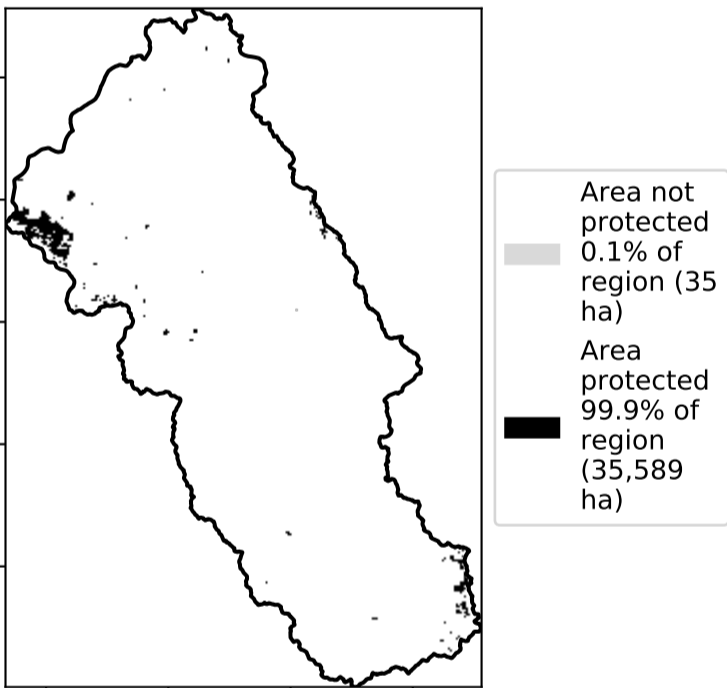 Area not
protected
0.1% of
region (35
ha)
Area
protected
99.9% of
region
(35,589
ha)